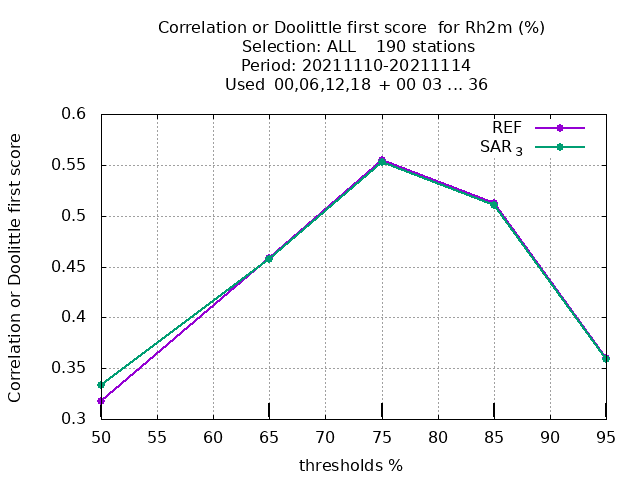 Correlation or Doolittle first score  for Rh2m (%)
Selection: ALL    190 stations
Period: 20211110-20211114
Used  00,06,12,18  + 00 03 ... 36
Correlation or Doolittle first score
0.6
0.55
0.5
0.45
0.4
0.35
0.3
REF
SAR 3
50 55 60 65 70 75 80 85 90 95
thresholds %